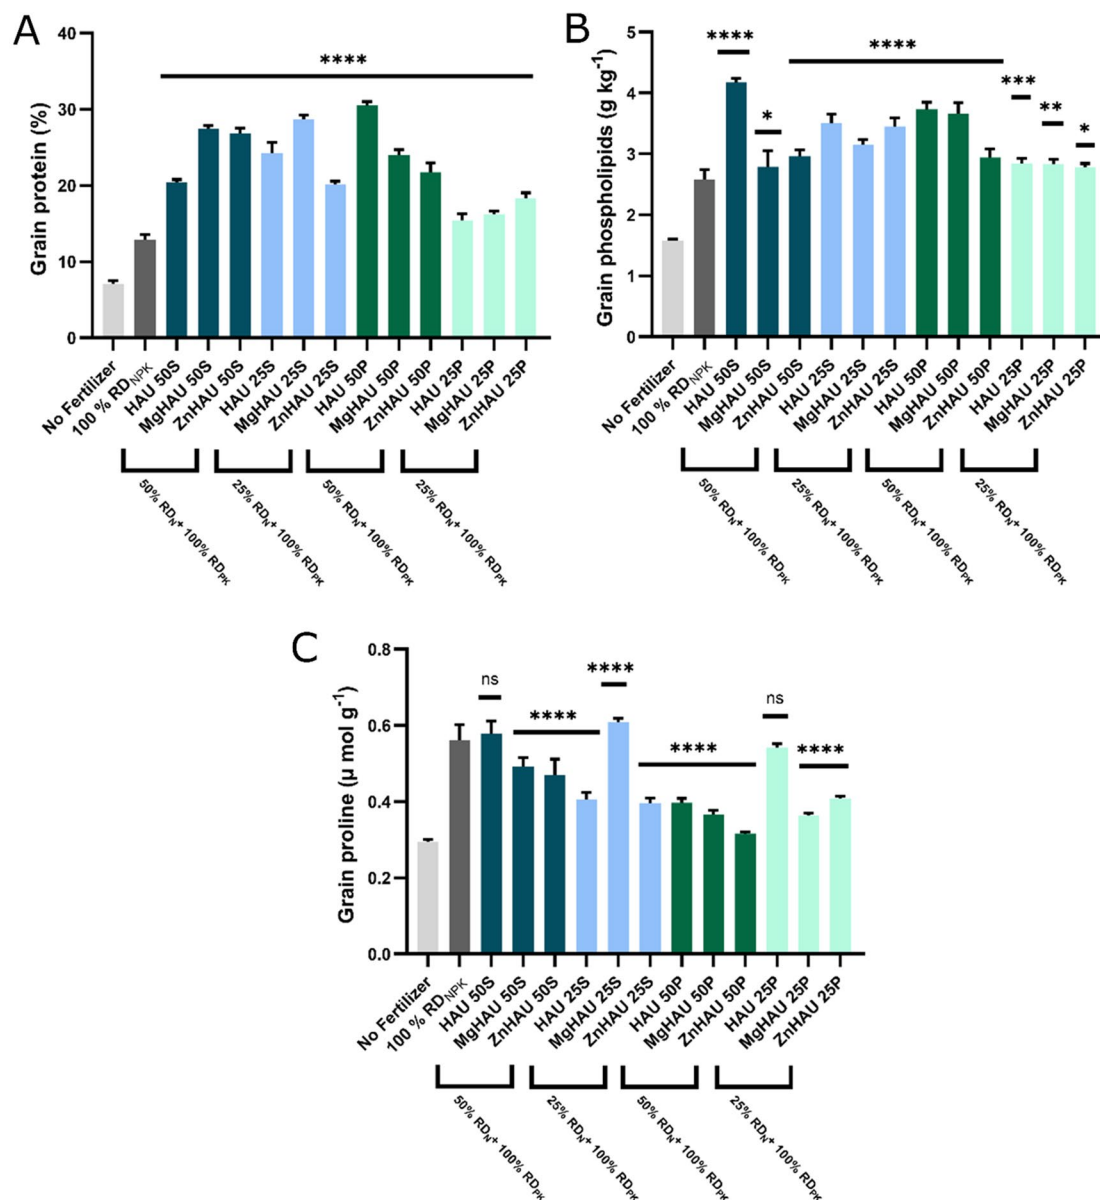 A
Grain protein (%)
40
30
20
10
0
****
No Fertilizer
100 % RDNPK
HAU 50S
MgHAU 50S
ZnHAU 50S
HAU 25S
MgHAU 25S
ZnHAU 25S
HAU 50P
MgHAU 50P
ZnHAU 50P
HAU 25P
MgHAU 25P
ZnHAU 25P
50% RDN+ 100% RDPK
25% RDN+ 100% RDPK
50% RDN+ 100% RDPK
25% RDN+ 100% RDPK
B
Grain phospholipids (g kg-1)
5
4
3
2
1
0
****
*
****
***
**
*
No Fertilizer
100 % RDNPK
HAU 50S
MgHAU 50S
ZnHAU 50S
HAU 25S
MgHAU 25S
ZnHAU 25S
HAU 50P
MgHAU 50P
ZnHAU 50P
HAU 25P
MgHAU 25P
ZnHAU 25P
50% RDN+ 100% RDPK
25% RDN+ 100% RDPK
50% RDN+ 100% RDPK
25% RDN+ 100% RDPK
C
Grain proline (µ mol g-1)
0.8
0.6
0.4
0.2
0.0
ns
****
****
****
ns
****
No Fertilizer
100 % RDNPK
HAU 50S
MgHAU 50S
ZnHAU 50S
HAU 25S
MgHAU 25S
ZnHAU 25S
HAU 50P
MgHAU 50P
ZnHAU 50P
HAU 25P
MgHAU 25P
ZnHAU 25P
50% RDN+ 100% RDPK
25% RDN+ 100% RDPK
50% RDN+ 100% RDPK
25% RDN+ 100% RDPK